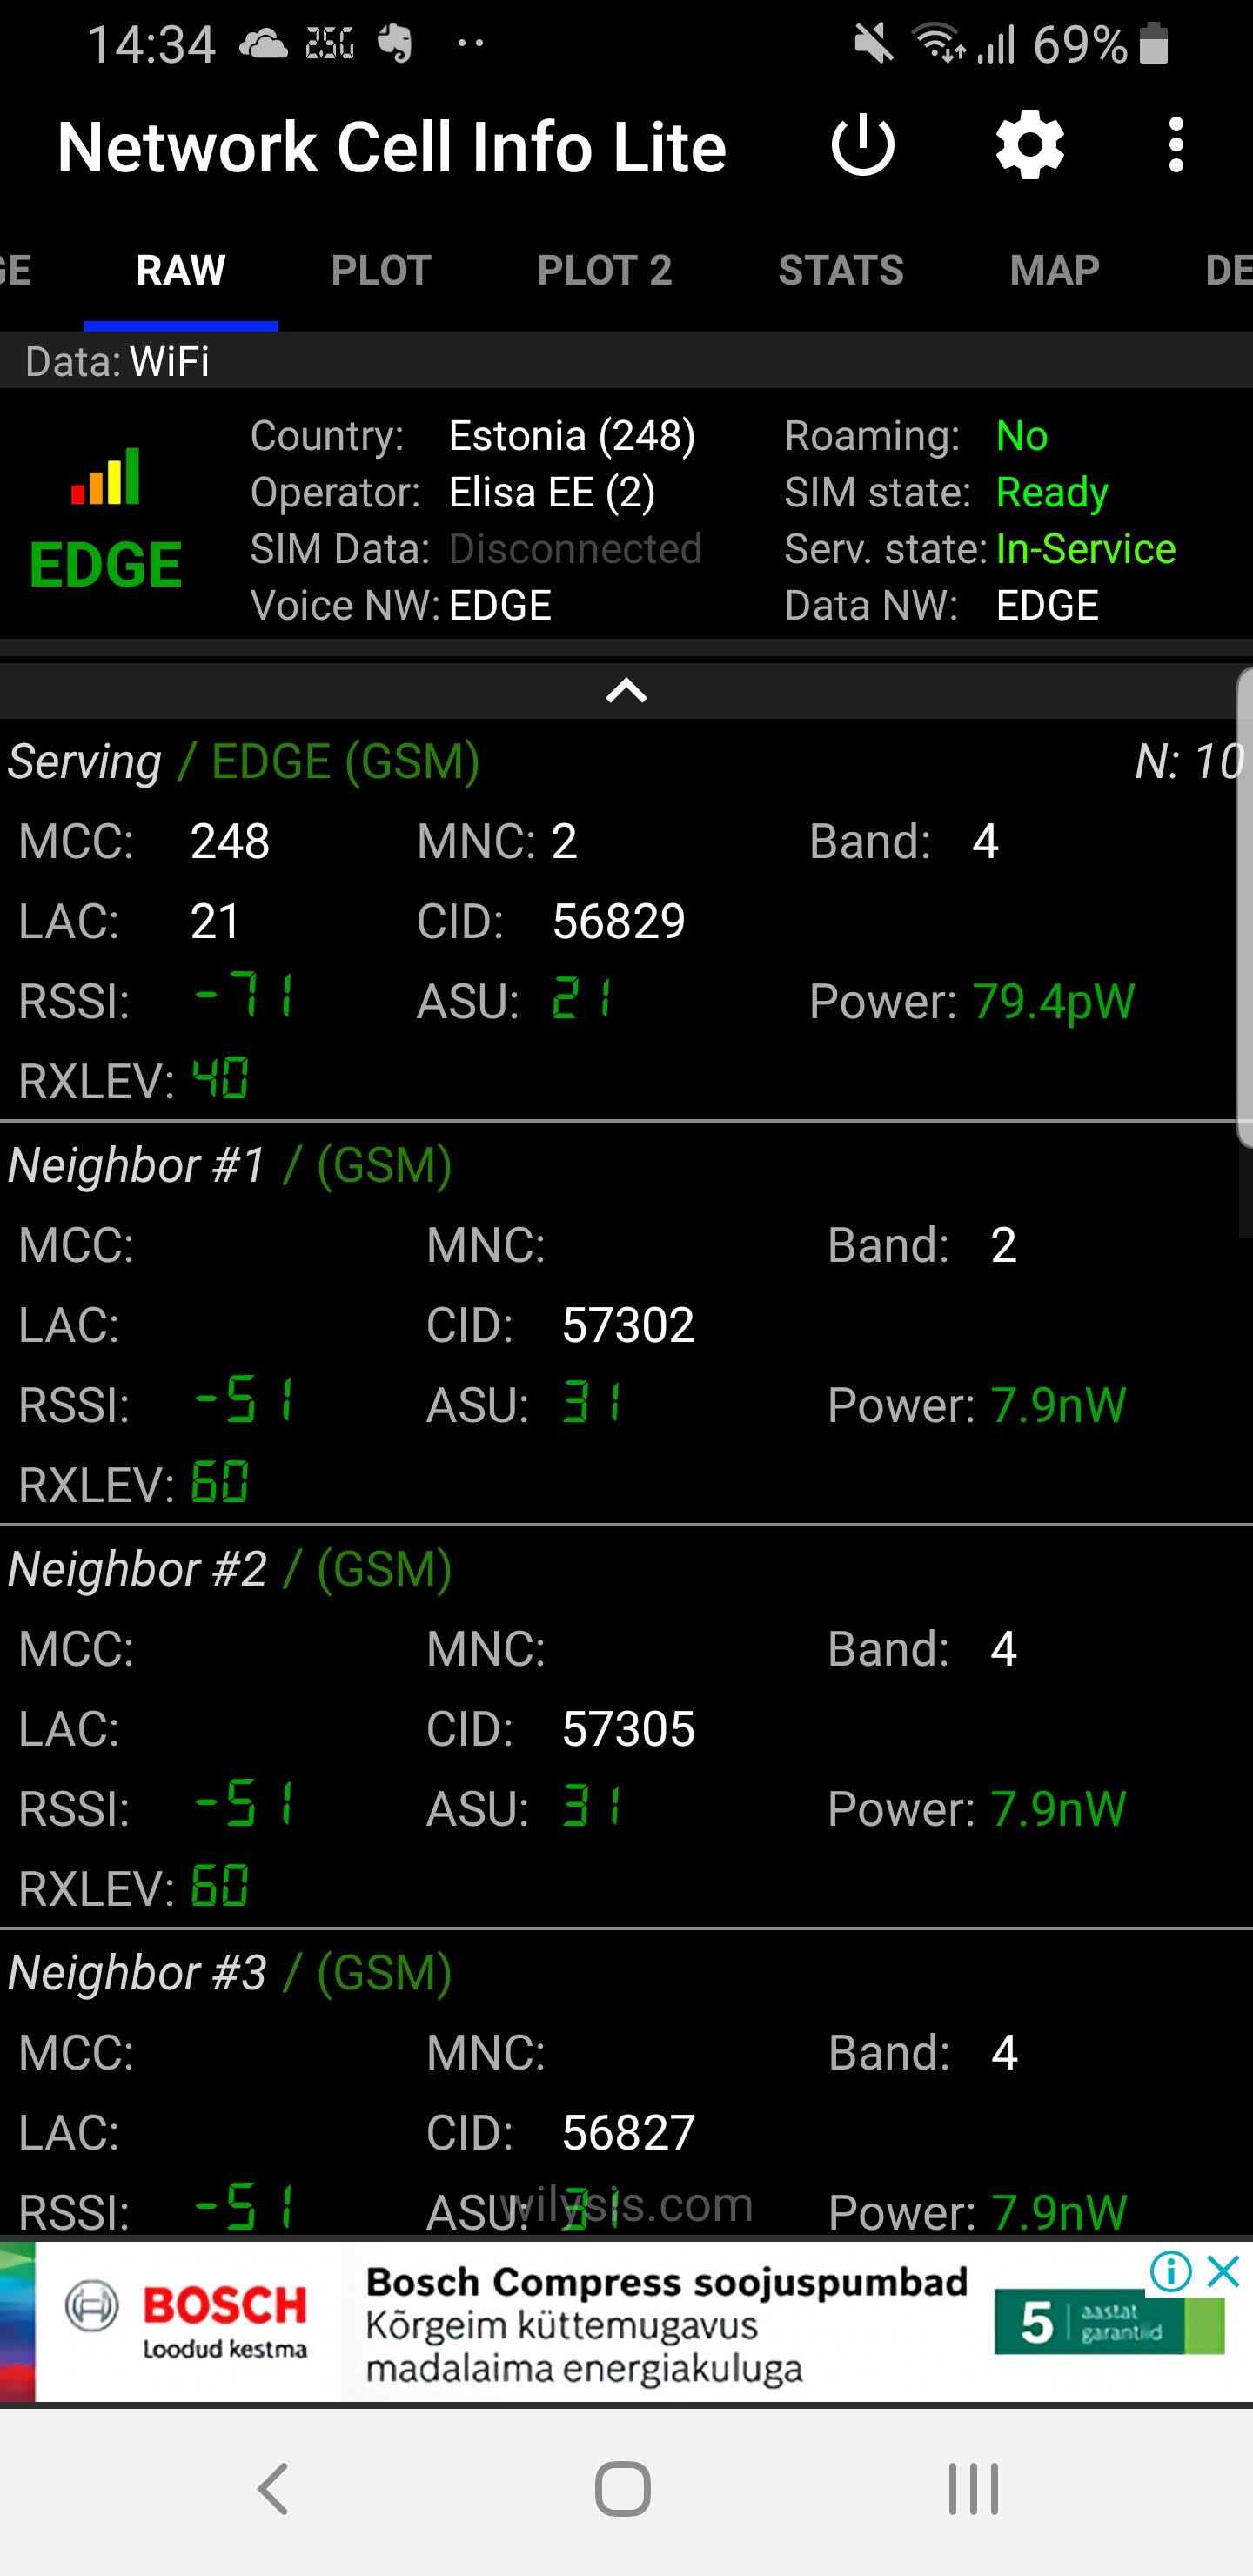 14:34 25G 69%
Network Cell Info Lite
GE RAW PLOT PLOT 2 STATS MAP DE
Data: WiFi
Country: Estonia (248) Roaming: No
Operator: Elisa EE (2) SIM state: Ready
EDGE
SIM Data: Disconnected Serv. state: In-Service
Voice NW: EDGE Data NW: EDGE
Serving / EDGE (GSM) N: 10
MCC: 248 MNC: 2 Band: 4
LAC: 21 CID: 56829
RSSI: -71 ASU: 21 Power: 79.4pW
RXLEV: 40
Neighbor #1 / (GSM)
MCC: MNC: Band: 2
LAC: CID: 57302
RSSI: -51 ASU: 31 Power: 7.9nW
RXLEV: 60
Neighbor #2 / (GSM)
MCC: MNC: Band: 4
LAC: CID: 57305
RSSI: -51 ASU: 31 Power: 7.9nW
RXLEV: 60
Neighbor #3 / (GSM)
MCC: MNC: Band: 4
LAC: CID: 56827
RSSI: -51 ASU: 31 Power: 7.9nW
wilysis.com
BOSCH
Loodud kestma
Bosch Compress soojuspumbad
Kõrgeim küttemugavus
madalaima energiakuluga
5 aastat
garantiid